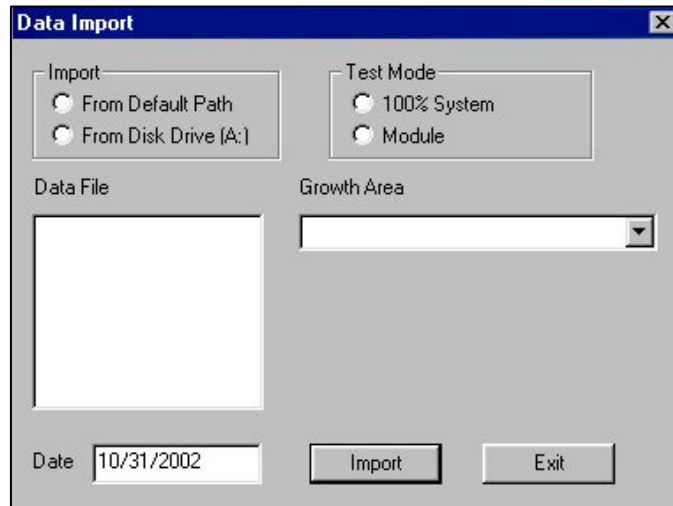 Data Import
Import
From Default Path
From Disk Drive (A:)
Test Mode
100% System
Module
Data File
Growth Area
Date 10/31/2002
Import
Exit